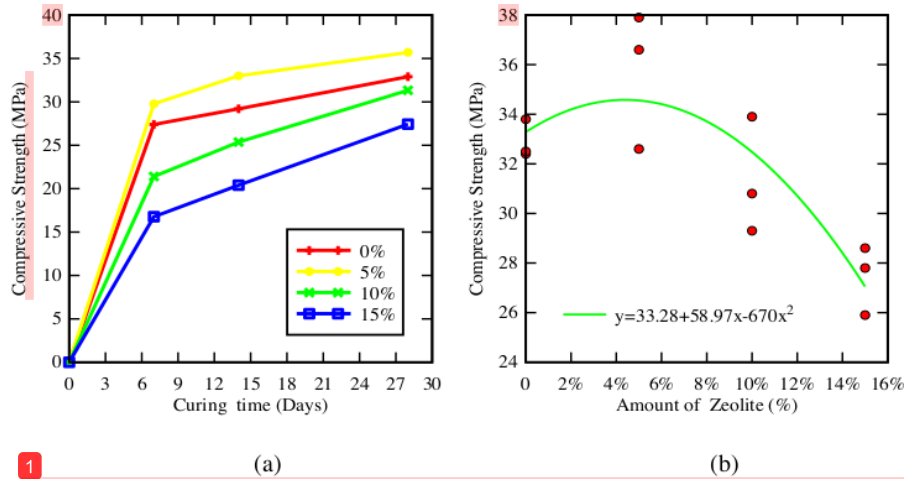 40
35
30
25
20
15
10
5
0
Compressive Strength (MPa)
0 3 6 9 12 15 18 21 24 27 30
Curing time (Days)
0%
5%
10%
15%
(a)
38
36
34
32
30
28
26
24
Compressive Strength (MPa)
y=33.28+58.97x-670x²
0 2% 4% 6% 8% 10% 12% 14% 16%
Amount of Zeolite (%)
(b)
1